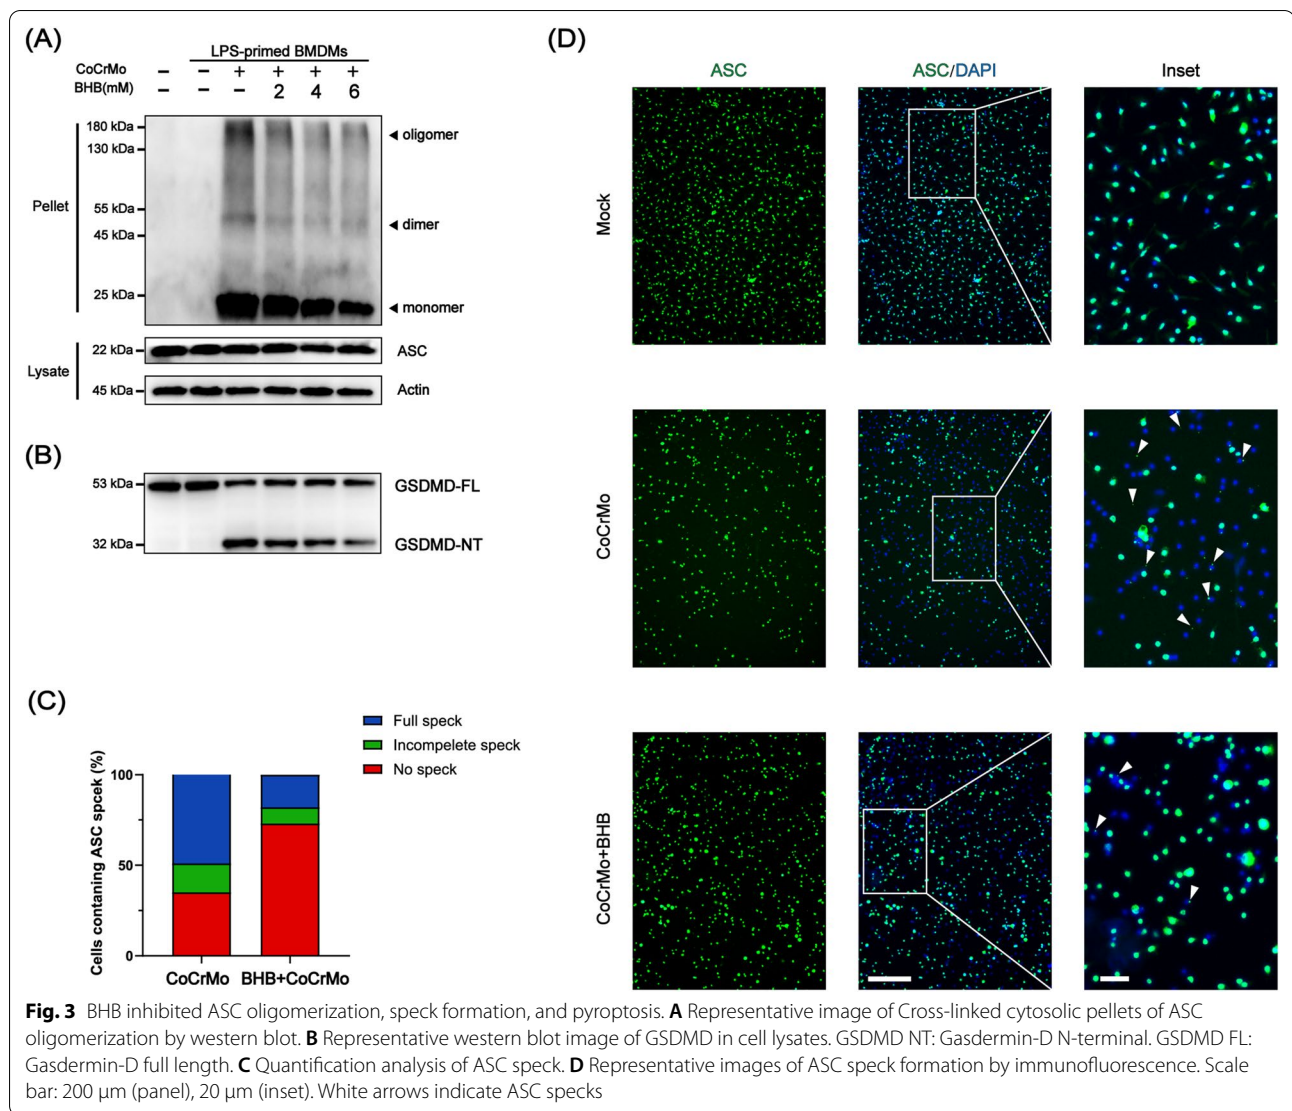 (A)
LPS-primed BMDMs
CoCrMo – – + + + +
BHB(mM) – – – 2 4 6
180 kDa
130 kDa
55 kDa
45 kDa
25 kDa
Pellet
oligomer
dimer
monomer
Lysate
22 kDa
ASC
45 kDa
Actin
(B)
53 kDa
GSDMD-FL
32 kDa
GSDMD-NT
(C)
Full speck
Incompelete speck
No speck
Cells contaning ASC spcek (%)
100
50
0
CoCrMo BHB+CoCrMo
(D)
ASC ASC/DAPI Inset
Mock
CoCrMo
CoCrMo+BHB
Fig. 3 BHB inhibited ASC oligomerization, speck formation, and pyroptosis. A Representative image of Cross-linked cytosolic pellets of ASC
oligomerization by western blot. B Representative western blot image of GSDMD in cell lysates. GSDMD NT: Gasdermin-D N-terminal. GSDMD FL:
Gasdermin-D full length. C Quantification analysis of ASC speck. D Representative images of ASC speck formation by immunofluorescence. Scale
bar: 200 μm (panel), 20 μm (inset). White arrows indicate ASC specks